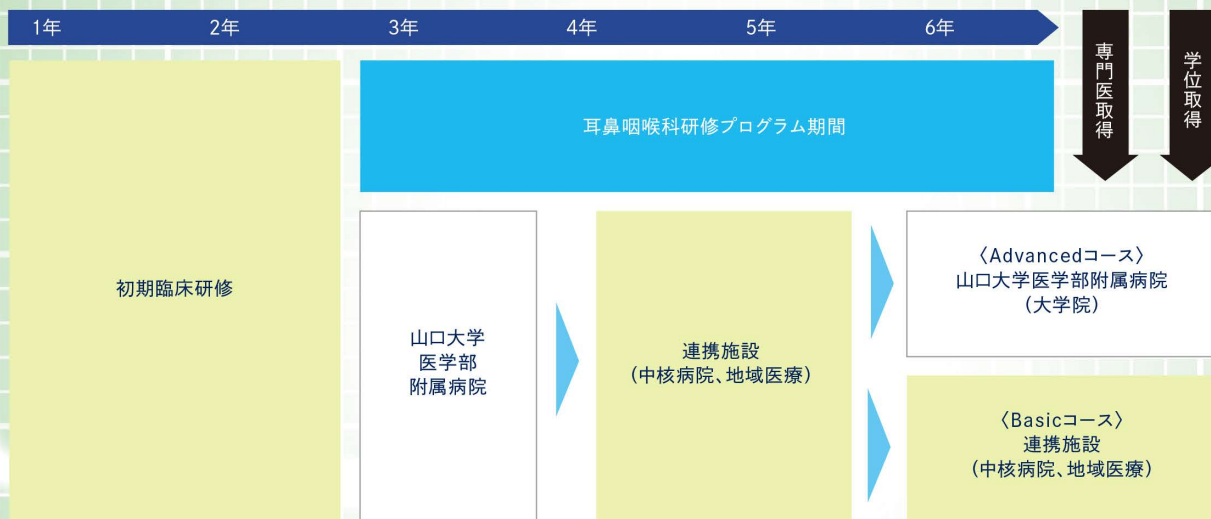 1年
2年
3年
4年
5年
6年
専門医取得
学位取得
耳鼻咽喉科研修プログラム期間
初期臨床研修
山口大学
医学部
附属病院
連携施設
(中核病院、地域医療)
〈Advancedコース〉
山口大学医学部附属病院
(大学院)
〈Basicコース〉
連携施設
(中核病院、地域医療)